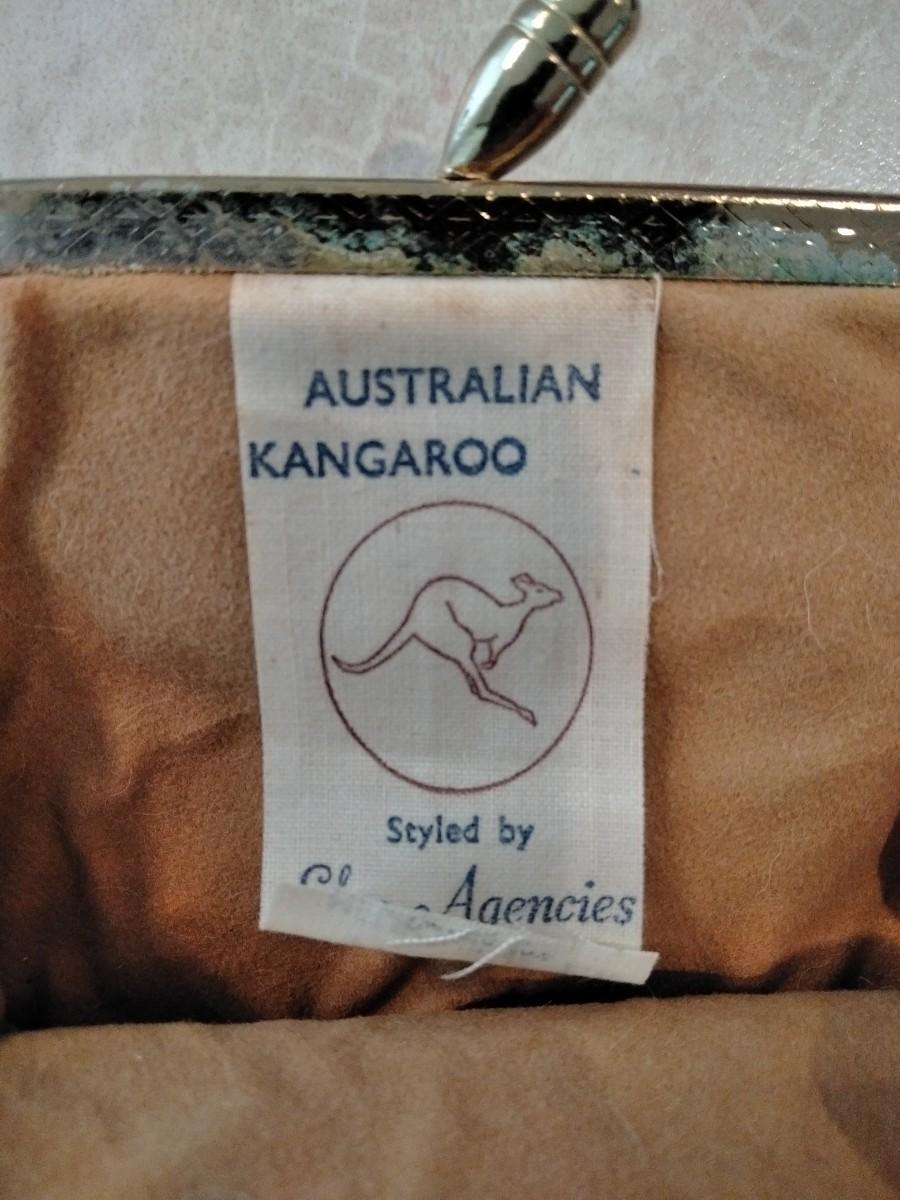 AUSTRALIAN
KANGAROO
Styled by
Agencies